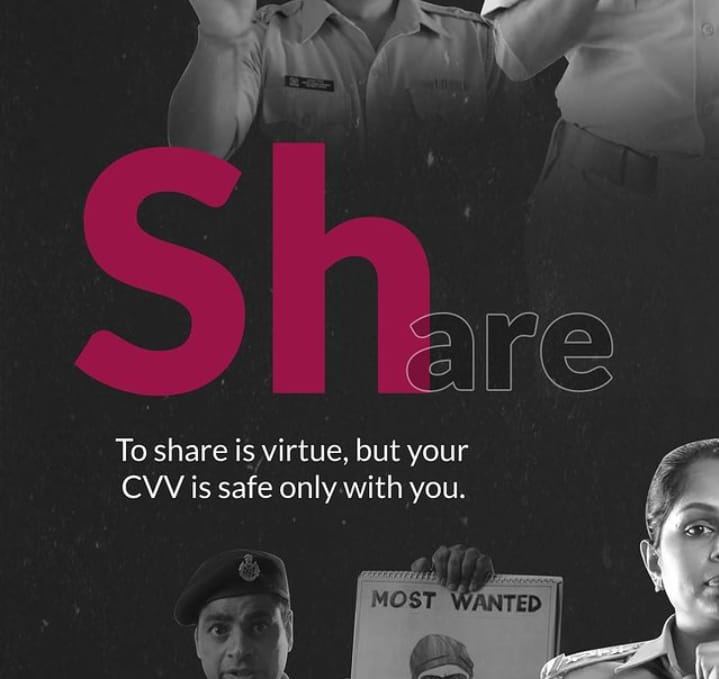 Share
To share is virtue, but your
CVV is safe only with you.
MOST WANTED